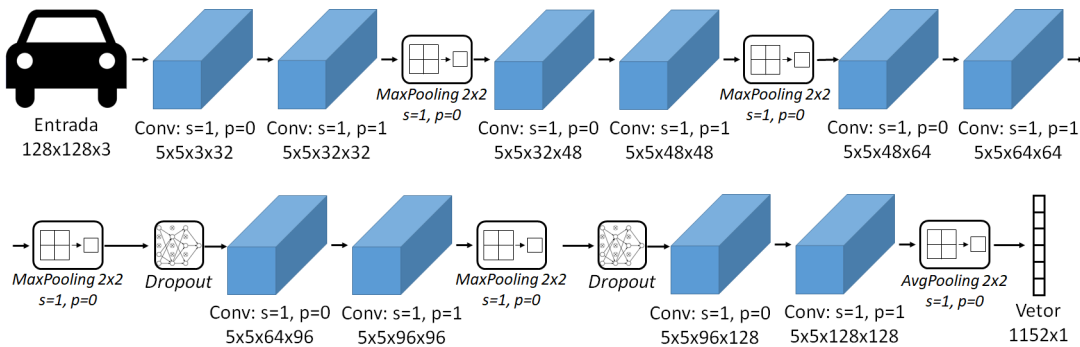 Entrada
128x128x3
Conv: s=1, p=0
5x5x3x32
Conv: s=1, p=1
5x5x32x32
MaxPooling 2x2
s=1, p=0
Conv: s=1, p=0
5x5x32x48
Conv: s=1, p=1
5x5x48x48
MaxPooling 2x2
s=1, p=0
Conv: s=1, p=0
5x5x48x64
Conv: s=1, p=1
5x5x64x64
MaxPooling 2x2
s=1, p=0
Dropout
Conv: s=1, p=0
5x5x64x96
Conv: s=1, p=1
5x5x96x96
MaxPooling 2x2
s=1, p=0
Dropout
Conv: s=1, p=0
5x5x96x128
Conv: s=1, p=1
5x5x128x128
AvgPooling 2x2
s=1, p=0
Vetor
1152x1